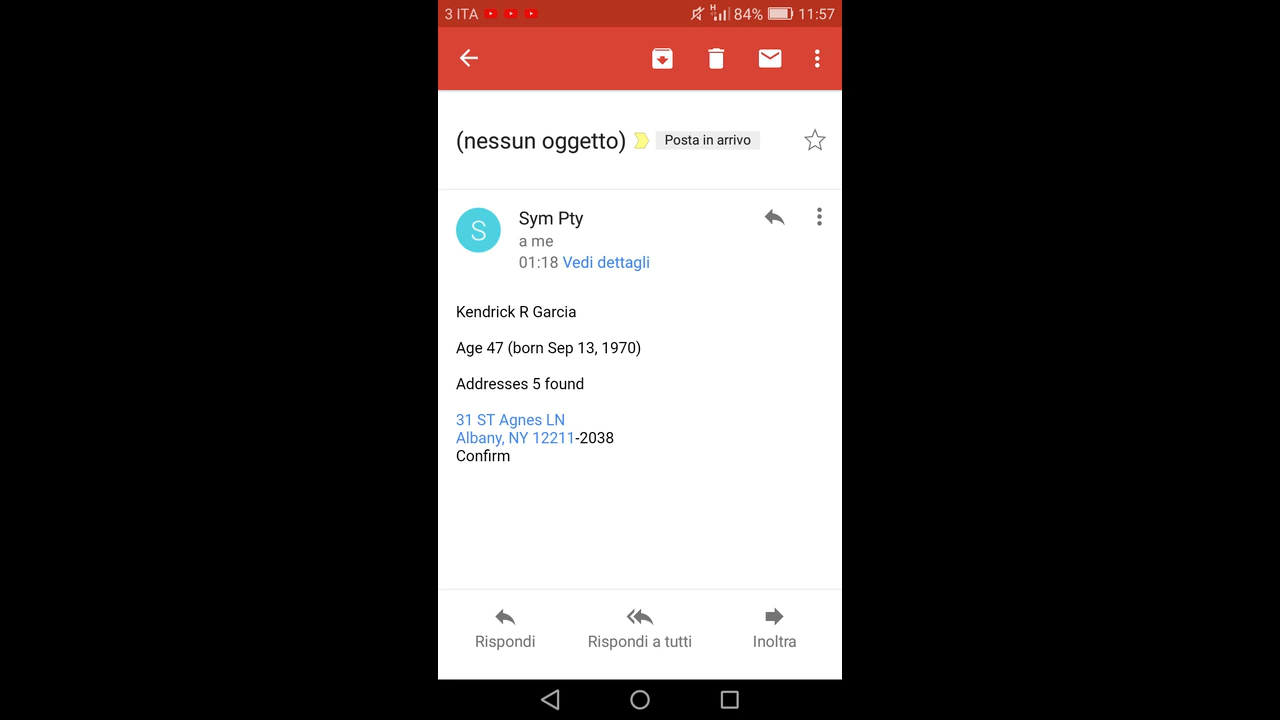 3 ITA H 84% 11:57
(nessun oggetto) Posta in arrivo
S
Sym Pty
a me
01:18 Vedi dettagli
Kendrick R Garcia
Age 47 (born Sep 13, 1970)
Addresses 5 found
31 ST Agnes LN
Albany, NY 12211-2038
Confirm
Rispondi Rispondi a tutti Inoltra